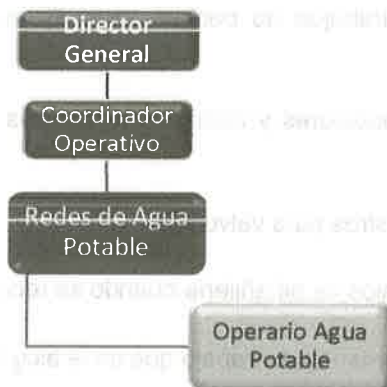 Director
General
Coordinador
Operativo
Redes de Agua
Potable
Operario Agua
Potable